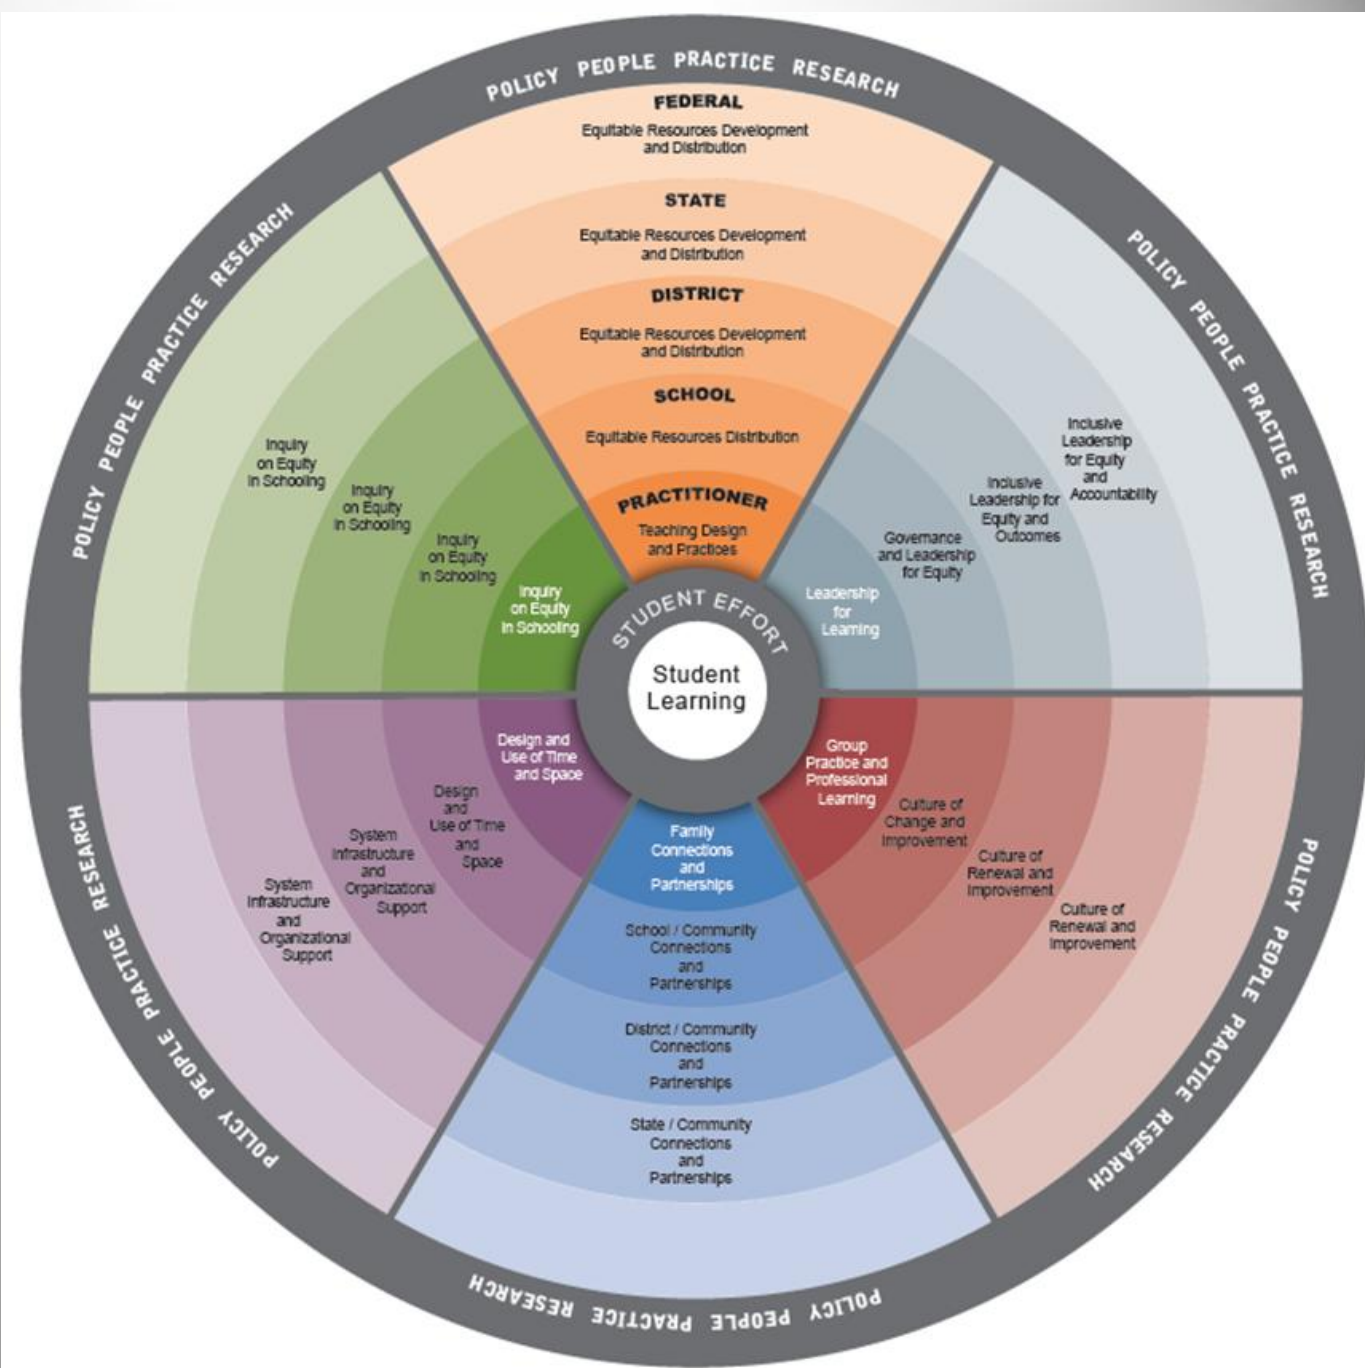 POLICY PEOPLE PRACTICE RESEARCH
FEDERAL
Equitable Resources Development
and Distribution
STATE
Equitable Resources Development
and Distribution
DISTRICT
Equitable Resources Development
and Distribution
SCHOOL
Equitable Resources Distribution
PRACTITIONER
Teaching Design
and Practices
POLICY PEOPLE PRACTICE RESEARCH
Inclusive
Leadership
for Equity
and
Accountability
Inclusive
Leadership for
Equity and
Outcomes
Governance
and Leadership
for Equity
Leadership
for
Learning
POLICY PEOPLE PRACTICE RESEARCH
Group
Practice and
Professional
Learning
Culture of
Change and
Improvement
Culture of
Renewal and
Improvement
Culture of
Renewal and
Improvement
POLICY PEOPLE PRACTICE RESEARCH
Family
Connections
and
Partnerships
School / Community
Connections
and
Partnerships
District / Community
Connections
and
Partnerships
State / Community
Connections
and
Partnerships
POLICY PEOPLE PRACTICE RESEARCH
Design and
Use of Time
and Space
Design
and
Use of Time
and
Space
System
Infrastructure
and
Organizational
Support
System
Infrastructure
and
Organizational
Support
POLICY PEOPLE PRACTICE RESEARCH
Inquiry
on Equity
in Schooling
Inquiry
on Equity
in Schooling
Inquiry
on Equity
in Schooling
Inquiry
on Equity
in Schooling
STUDENT EFFORT
Student
Learning